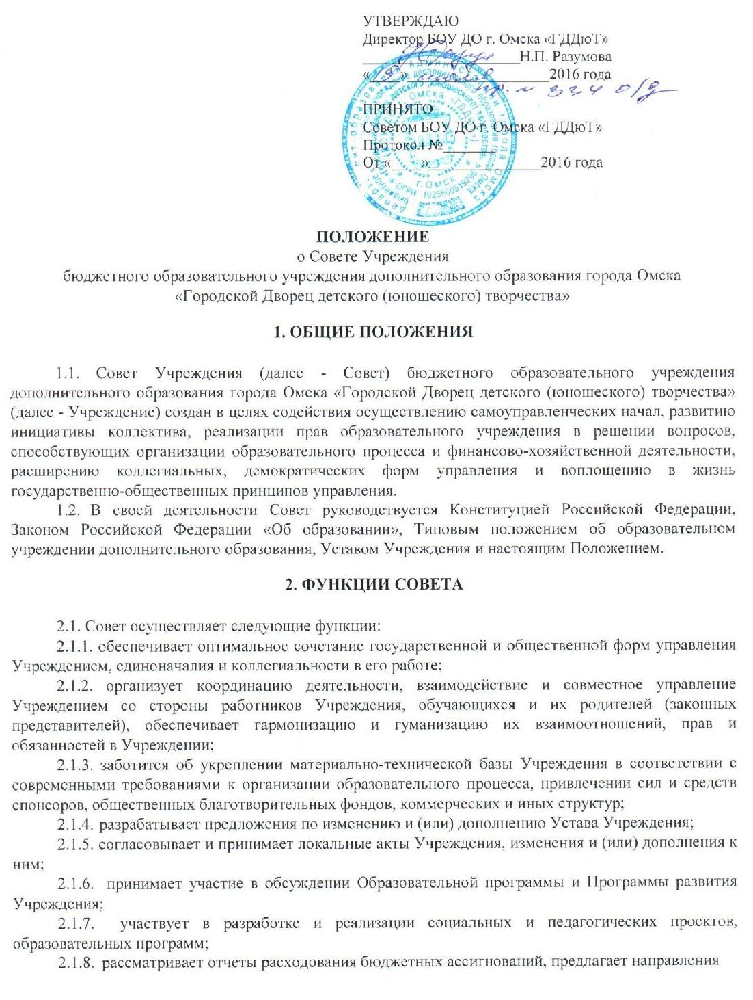 УТВЕРЖДАЮ
Директор БОУ ДО г. Омска «ГДДюТ»
____________________Н.П. Разумова
«____»___________________2016 года
пр. № 334 о/д
ПРИНЯТО
Советом БОУ ДО г. Омска «ГДДюТ»
Протокол №_________
От «____»_______________2016 года
г. Омск
ОГРН 1025500519296
ПОЛОЖЕНИЕ
о Совете Учреждения
бюджетного образовательного учреждения дополнительного образования города Омска
«Городской Дворец детского (юношеского) творчества»
1. ОБЩИЕ ПОЛОЖЕНИЯ
1.1. Совет Учреждения (далее - Совет) бюджетного образовательного учреждения
дополнительного образования города Омска «Городской Дворец детского (юношеского) творчества»
(далее - Учреждение) создан в целях содействия осуществлению самоуправленческих начал, развитию
инициативы коллектива, реализации прав образовательного учреждения в решении вопросов,
способствующих организации образовательного процесса и финансово-хозяйственной деятельности,
расширению коллегиальных, демократических форм управления и воплощению в жизнь
государственно-общественных принципов управления.
1.2. В своей деятельности Совет руководствуется Конституцией Российской Федерации,
Законом Российской Федерации «Об образовании», Типовым положением об образовательном
учреждении дополнительного образования, Уставом Учреждения и настоящим Положением.
2. ФУНКЦИИ СОВЕТА
2.1. Совет осуществляет следующие функции:
2.1.1. обеспечивает оптимальное сочетание государственной и общественной форм управления
Учреждением, единоначалия и коллегиальности в его работе;
2.1.2. организует координацию деятельности, взаимодействие и совместное управление
Учреждением со стороны работников Учреждения, обучающихся и их родителей (законных
представителей), обеспечивает гармонизацию и гуманизацию их взаимоотношений, прав и
обязанностей в Учреждении;
2.1.3. заботится об укреплении материально-технической базы Учреждения в соответствии с
современными требованиями к организации образовательного процесса, привлечении сил и средств
спонсоров, общественных благотворительных фондов, коммерческих и иных структур;
2.1.4. разрабатывает предложения по изменению и (или) дополнению Устава Учреждения;
2.1.5. согласовывает и принимает локальные акты Учреждения, изменения и (или) дополнения к
ним;
2.1.6. принимает участие в обсуждении Образовательной программы и Программы развития
Учреждения;
2.1.7. участвует в разработке и реализации социальных и педагогических проектов,
образовательных программ;
2.1.8. рассматривает отчеты расходования бюджетных ассигнований, предлагает направления